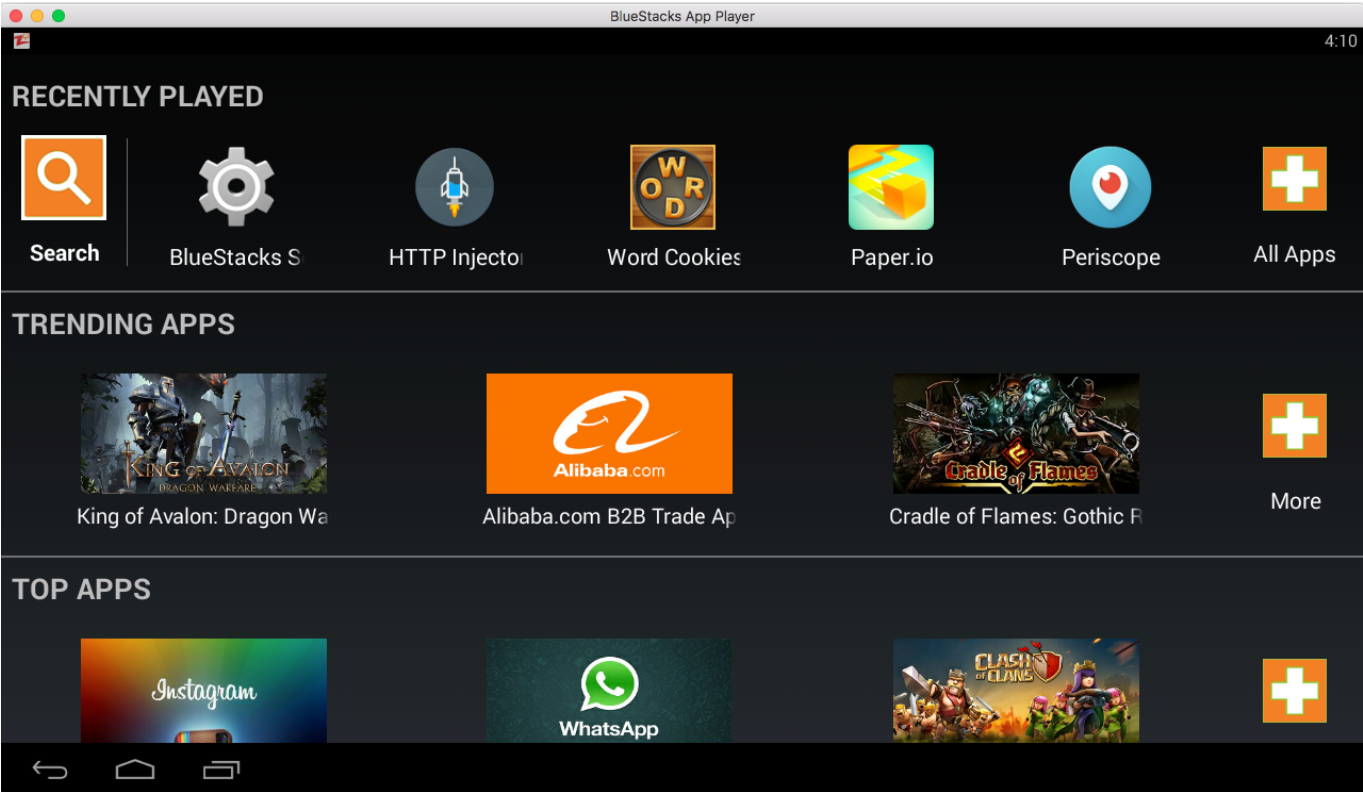 BlueStacks App Player
4:10
RECENTLY PLAYED
Search
BlueStacks S
HTTP Injecto
WORD
Word Cookies
Paper.io
Periscope
All Apps
TRENDING APPS
KING OF AVALON
DRAGON WARFARE
Alibaba.com
Cradle of Flames
King of Avalon: Dragon Wa
Alibaba.com B2B Trade Ap
Cradle of Flames: Gothic R
More
TOP APPS
Instagram
WhatsApp
CLASH
OF CLANS